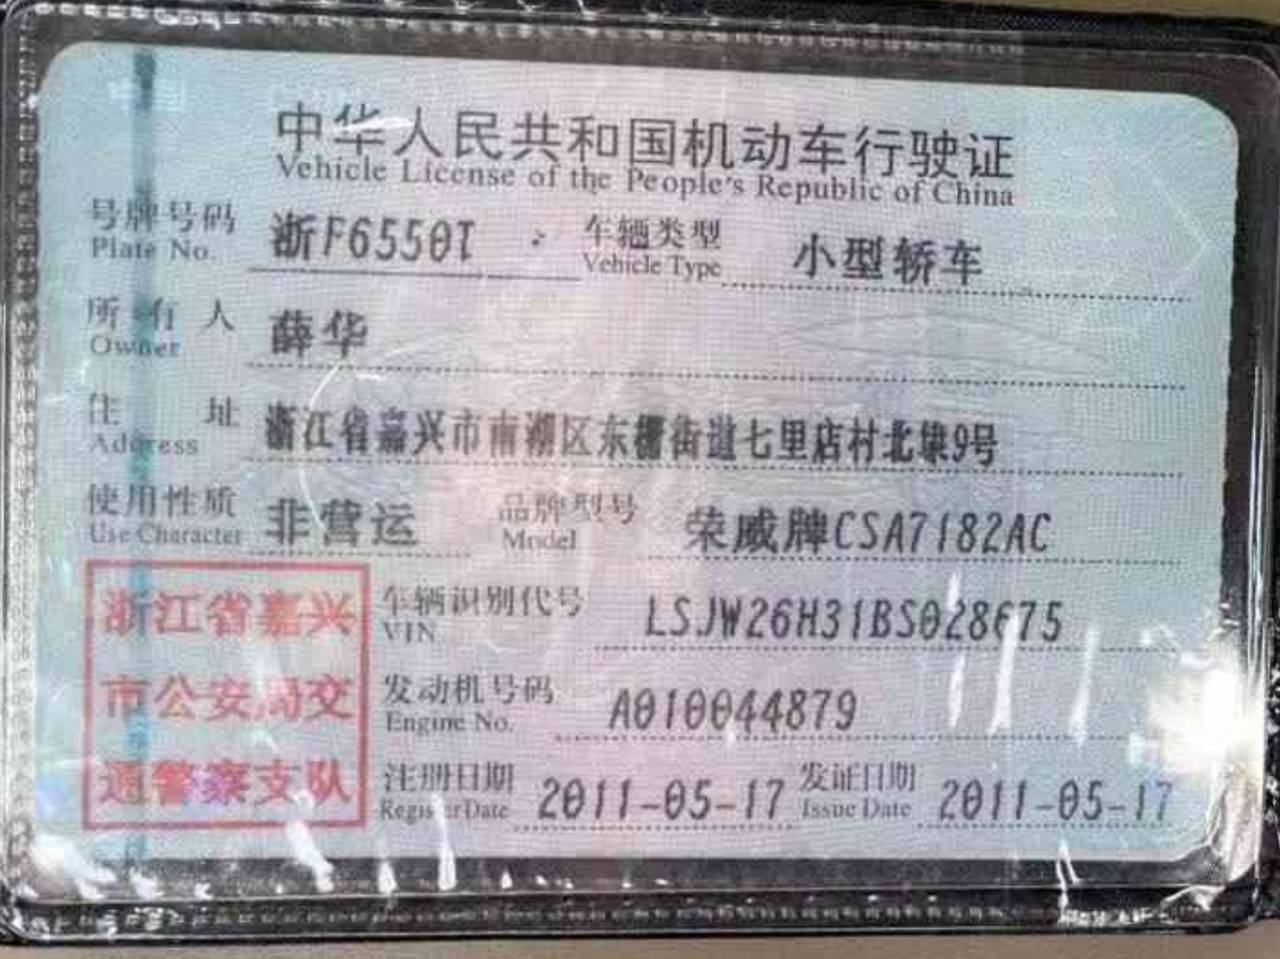 中华人民共和国机动车行驶证
Vehicle License of the People's Republic of China
号牌号码 浙F6550T 车辆类型 小型轿车
Plate No. Vehicle Type
所有人 薛华
Owner
住址 浙江省嘉兴市南湖区东栅街道七里店村北埭9号
Address
使用性质 非营运 品牌型号 荣威牌CSA7182AC
Use Character Model
浙江省嘉兴
市公安局交
通警察支队
车辆识别代号 LSJW26H31BS028675
VIN
发动机号码 A010044879
Engine No.
注册日期 2011-05-17 发证日期 2011-05-17
Register Date Issue Date